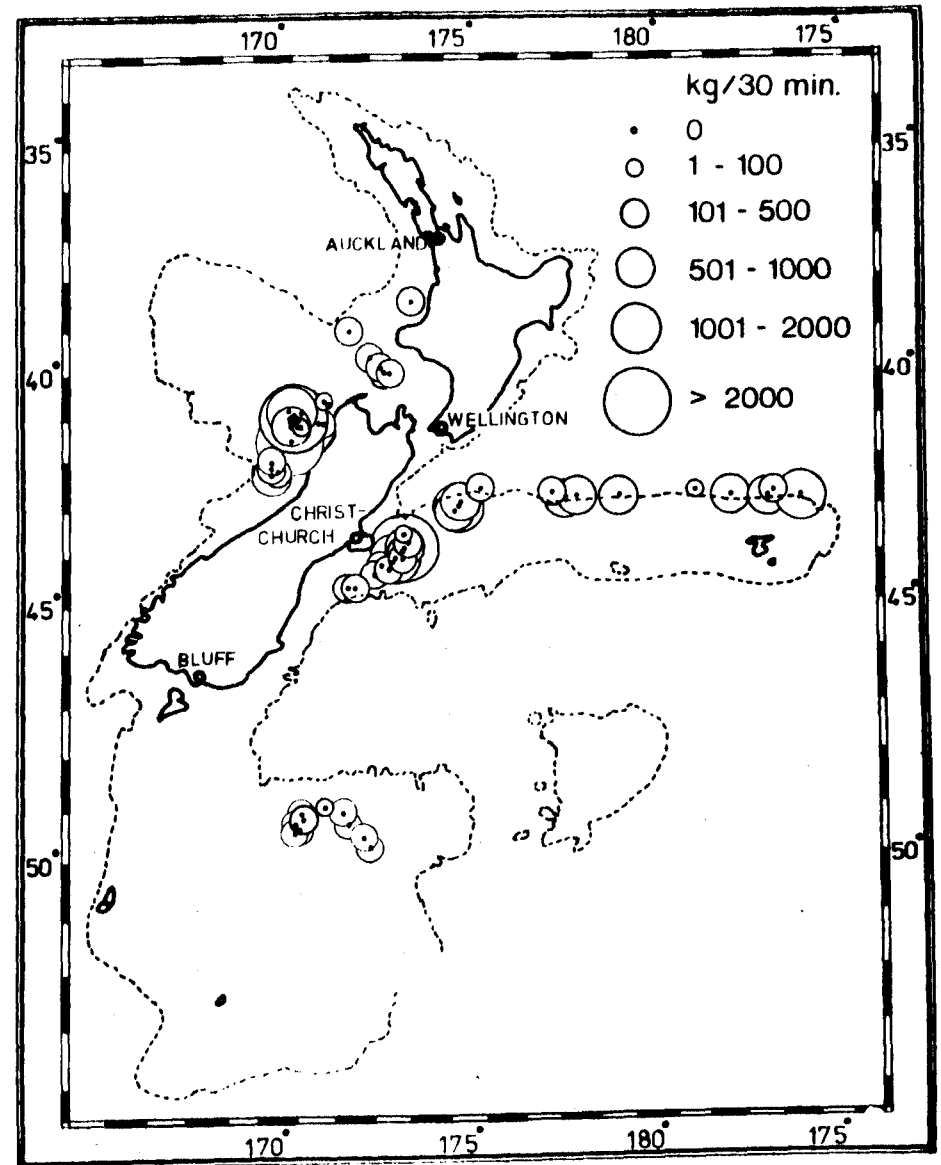 170° 175° 180° 175°
kg/30 min.
0
1 - 100
101 - 500
501 - 1000
1001 - 2000
> 2000
35°
35°
AUCKLAND
40°
40°
WELLINGTON
CHRIST-
CHURCH
45°
45°
BLUFF
50°
50°
170° 175° 180° 175°